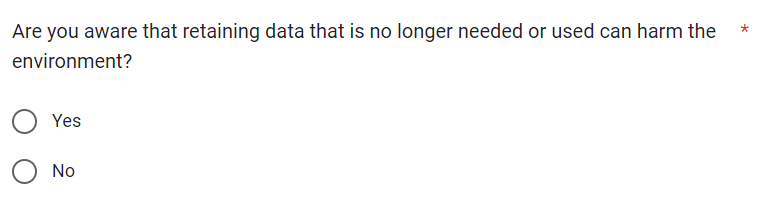 Are you aware that retaining data that is no longer needed or used can harm the *
environment?
Yes
No